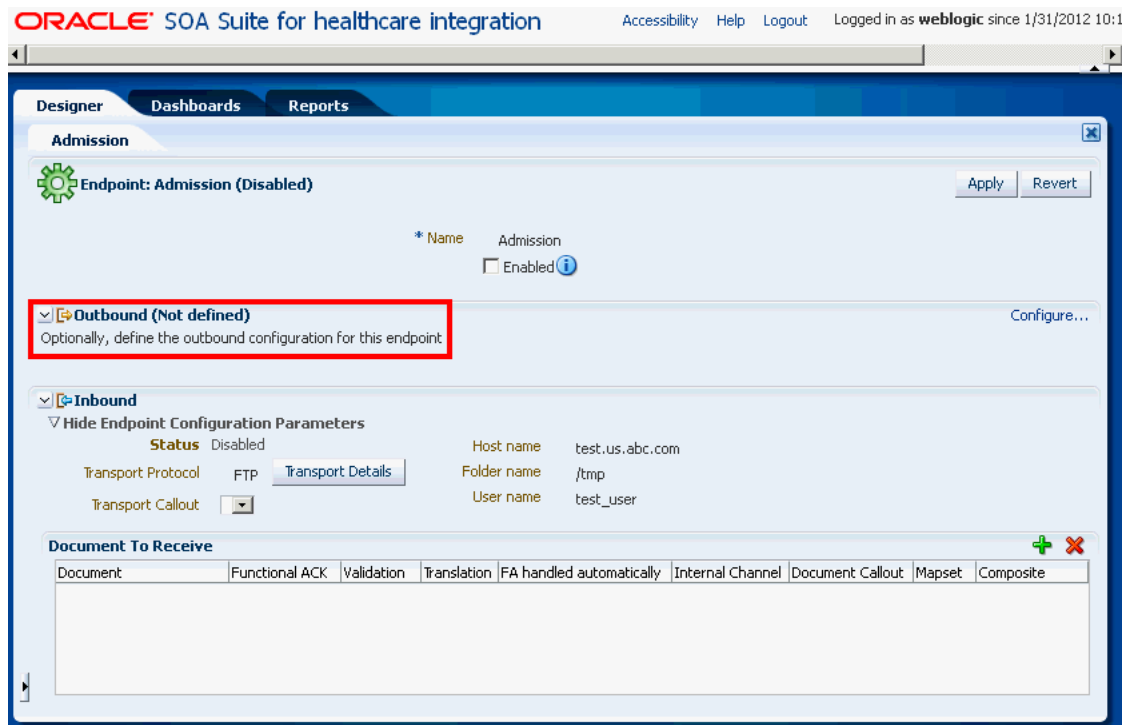 ORACLE SOA Suite for healthcare integration Accessibility Help Logout Logged in as weblogic since 1/31/2012 10:1
Designer Dashboards Reports
Admission
Endpoint: Admission (Disabled) Apply Revert
* Name Admission
Enabled
Outbound (Not defined) Configure...
Optionally, define the outbound configuration for this endpoint
Inbound
Hide Endpoint Configuration Parameters
Status Disabled Host name test.us.abc.com
Transport Protocol FTP Transport Details Folder name /tmp
Transport Callout User name test_user
Document To Receive
Document Functional ACK Validation Translation FA handled automatically Internal Channel Document Callout Mapset Composite